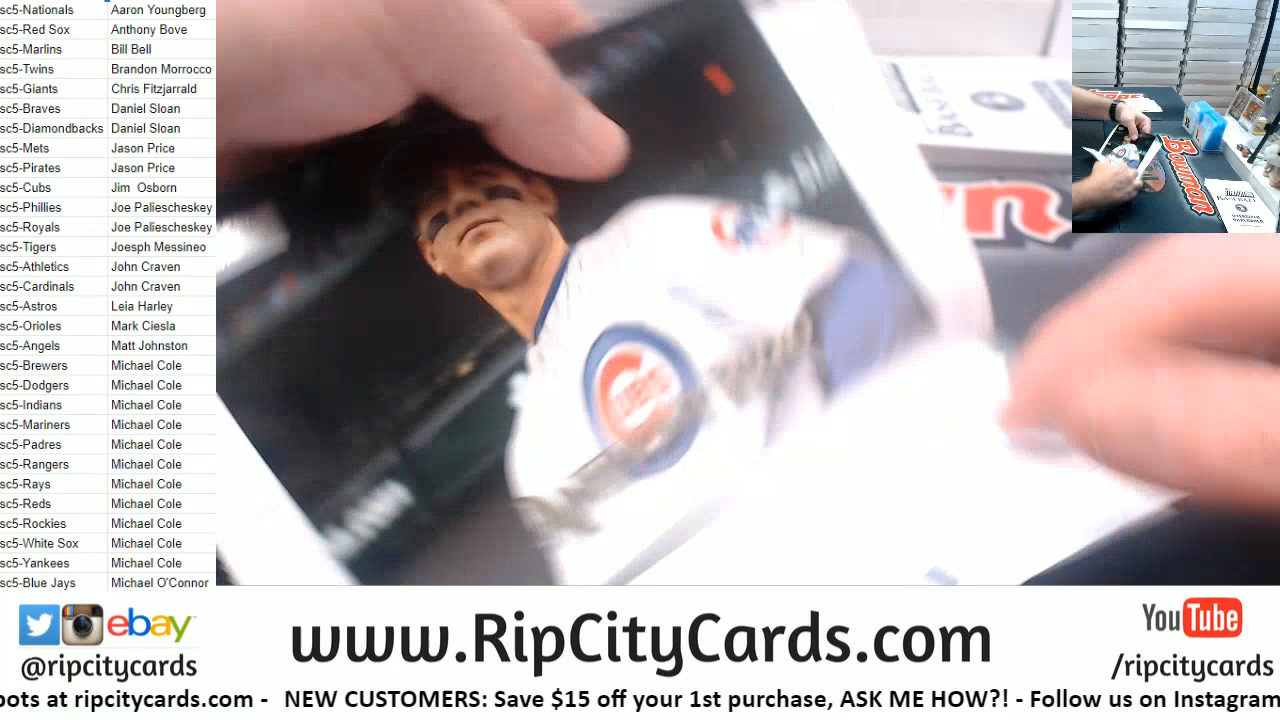 sc5-Nationals Aaron Youngberg
sc5-Red Sox Anthony Bove
sc5-Marlins Bill Bell
sc5-Twins Brandon Morrocco
sc5-Giants Chris Fitzjarrald
sc5-Braves Daniel Sloan
sc5-Diamondbacks Daniel Sloan
sc5-Mets Jason Price
sc5-Pirates Jason Price
sc5-Cubs Jim Osborn
sc5-Phillies Joe Paliescheskey
sc5-Royals Joe Paliescheskey
sc5-Tigers Joesph Messineo
sc5-Athletics John Craven
sc5-Cardinals John Craven
sc5-Astros Leia Harley
sc5-Orioles Mark Ciesla
sc5-Angels Matt Johnston
sc5-Brewers Michael Cole
sc5-Dodgers Michael Cole
sc5-Indians Michael Cole
sc5-Mariners Michael Cole
sc5-Padres Michael Cole
sc5-Rangers Michael Cole
sc5-Rays Michael Cole
sc5-Reds Michael Cole
sc5-Rockies Michael Cole
sc5-White Sox Michael Cole
sc5-Yankees Michael Cole
sc5-Blue Jays Michael O'Connor
CUBS
Bowman
BASEBALL
ebay
@ripcitycards
www.RipCityCards.com
YouTube
/ripcitycards
pots at ripcitycards.com - NEW CUSTOMERS: Save $15 off your 1st purchase, ASK ME HOW?! - Follow us on Instagram